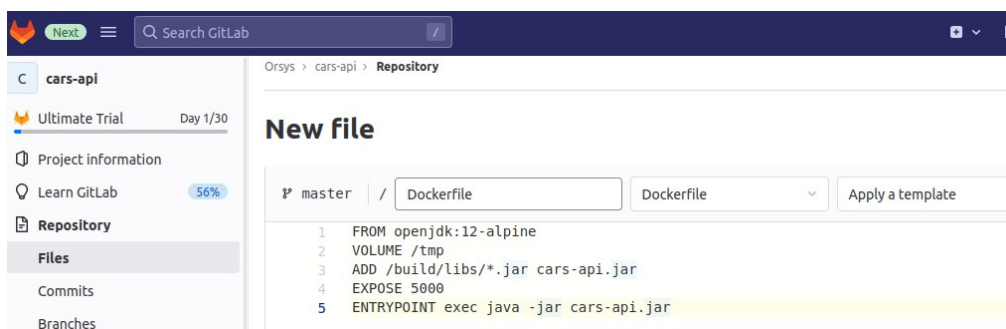 Next
Search GitLab
/
Orsys > cars-api > Repository
C cars-api
Ultimate Trial Day 1/30
Project information
Learn GitLab 56%
Repository
Files
Commits
Branches
New file
master / Dockerfile Dockerfile Apply a template
1 FROM openjdk:12-alpine
2 VOLUME /tmp
3 ADD /build/libs/*.jar cars-api.jar
4 EXPOSE 5000
5 ENTRYPOINT exec java -jar cars-api.jar